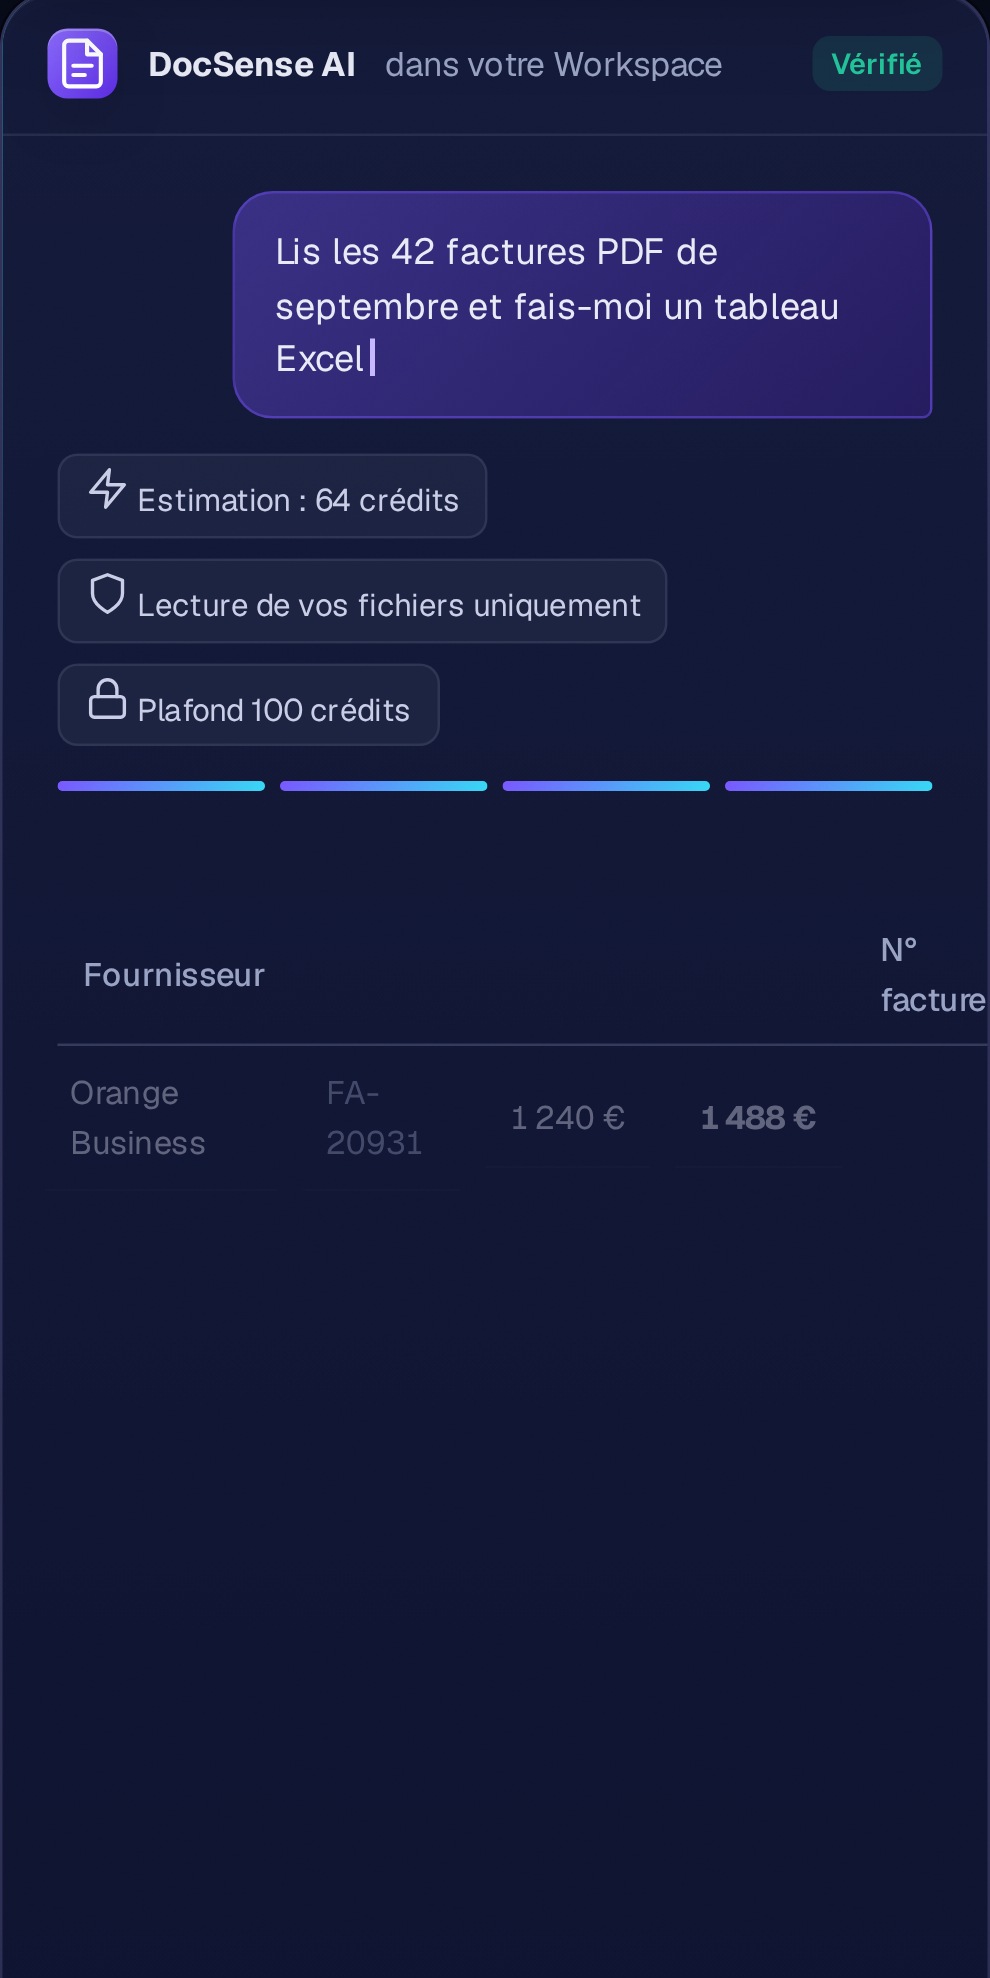 DocSense AI dans votre Workspace Vérifié
Lis les 42 factures PDF de
septembre et fais-moi un tableau
Excel
Estimation : 64 crédits
Lecture de vos fichiers uniquement
Plafond 100 crédits
Fournisseur
N°
facture
Orange
Business
FA-
20931
1 240 €
1 488 €